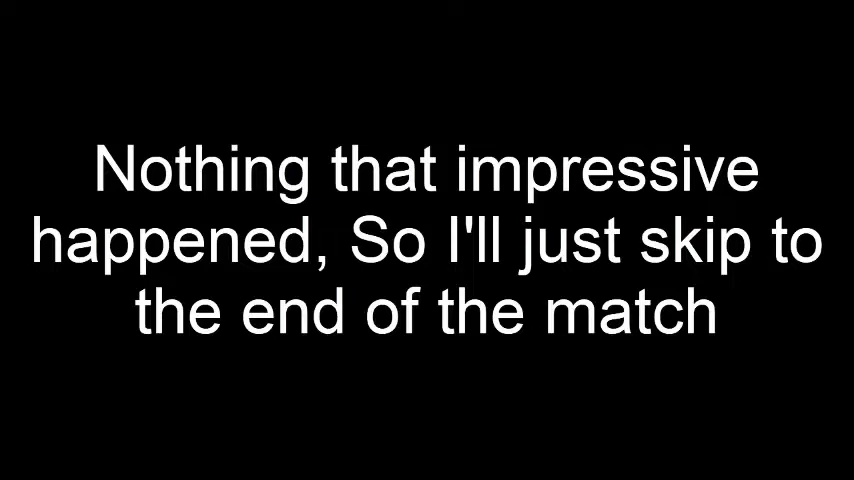 Nothing that impressive
happened, So I'll just skip to
the end of the match